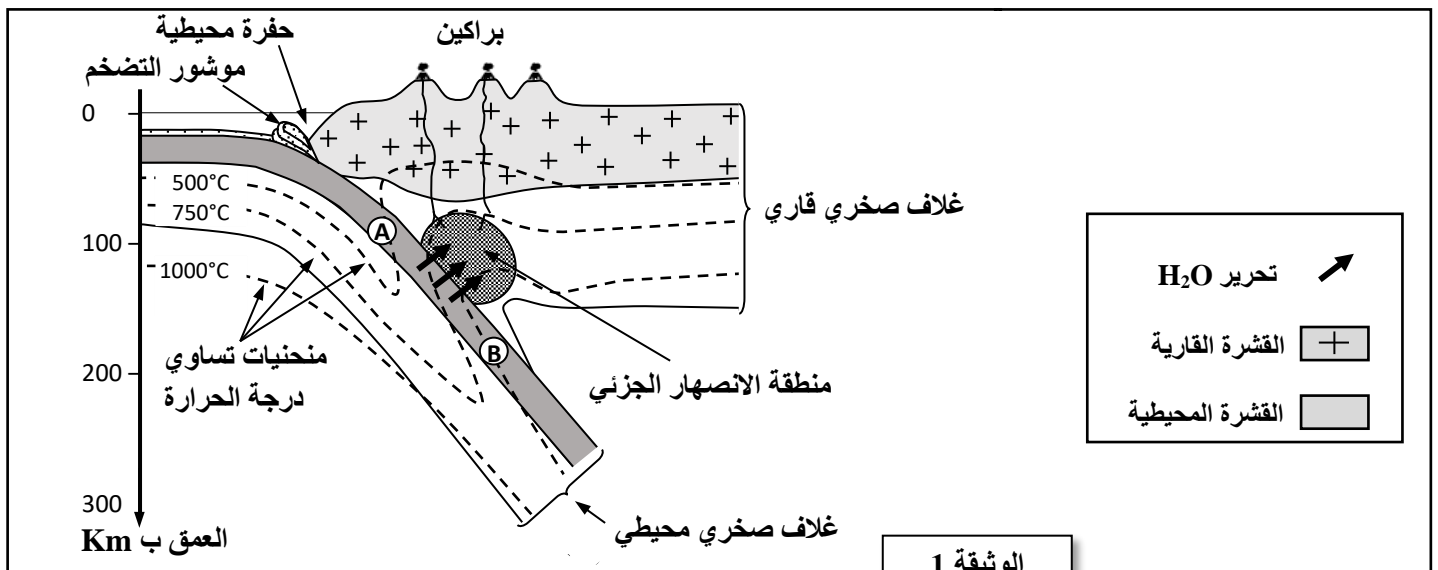 براكين
حفرة محيطية
موشور التضخم
0
500°C
750°C
1000°C
100
200
300
العمق ب Km
A
B
منحنيات تساوي
درجة الحرارة
غلاف صخري قاري
منطقة الانصهار الجزئي
غلاف صخري محيطي
تحرير H₂O
القشرة القارية
القشرة المحيطية
الوثيقة 1